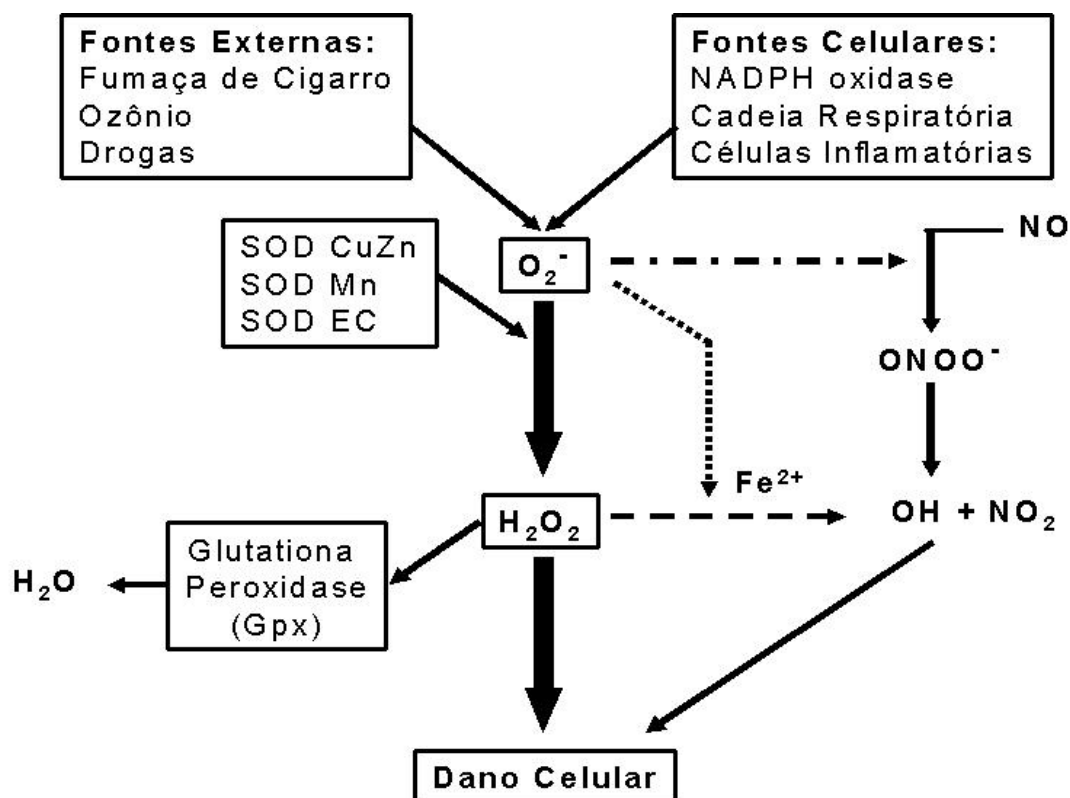 Fontes Externas:
Fumaça de Cigarro
Ozônio
Drogas
Fontes Celulares:
NADPH oxidase
Cadeia Respiratória
Células Inflamatórias
SOD CuZn
SOD Mn
SOD EC
O₂⁻
NO
ONOO⁻
Fe²⁺
H₂O₂
OH + NO₂
Glutationa
Peroxidase
(Gpx)
H₂O
Dano Celular